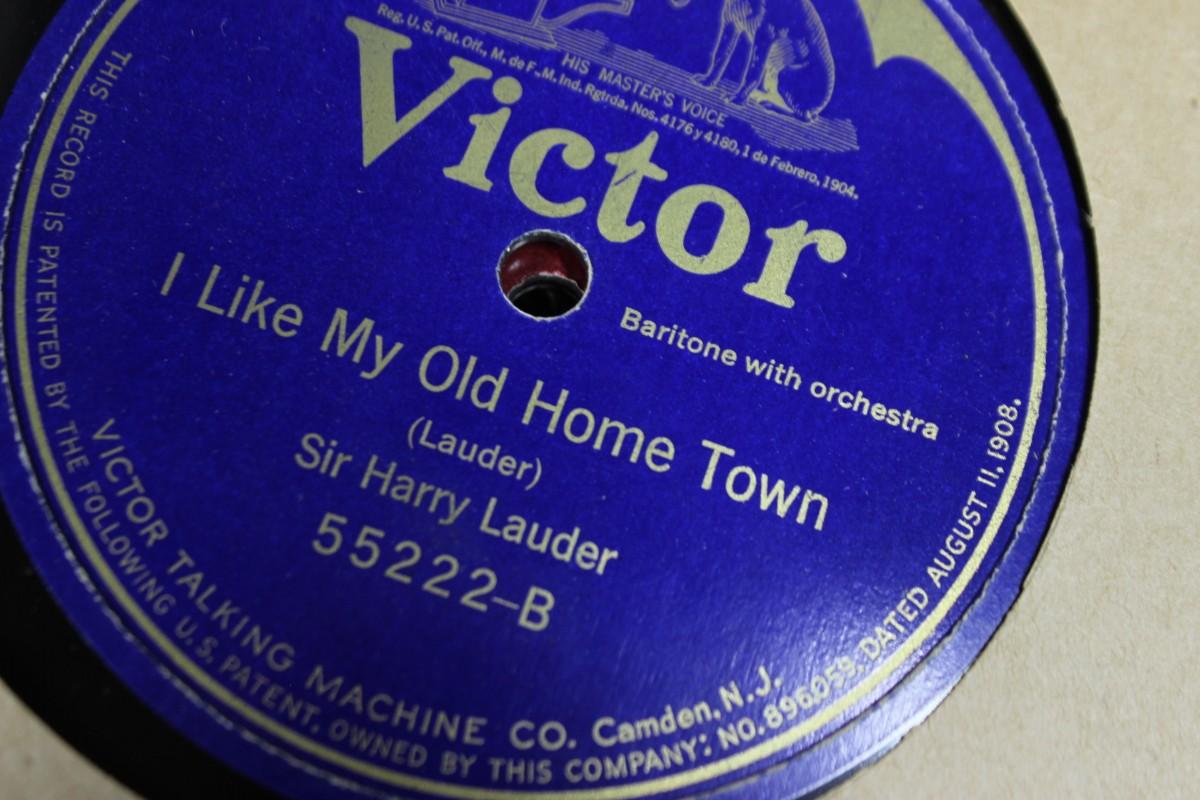 HIS MASTER'S VOICE
Reg. U.S. Pat. Off., M. de F., M. Ind. Rgtrda. Nos. 4176 y 4180, 1 de Febrero, 1904.
Victor
Baritone with orchestra
I Like My Old Home Town
(Lauder)
Sir Harry Lauder
55222-B
VICTOR TALKING MACHINE CO. Camden, N.J.
THIS RECORD IS PATENTED BY THE FOLLOWING U.S. PATENT, OWNED BY THIS COMPANY: NO. 896059, DATED AUGUST 11, 1908.